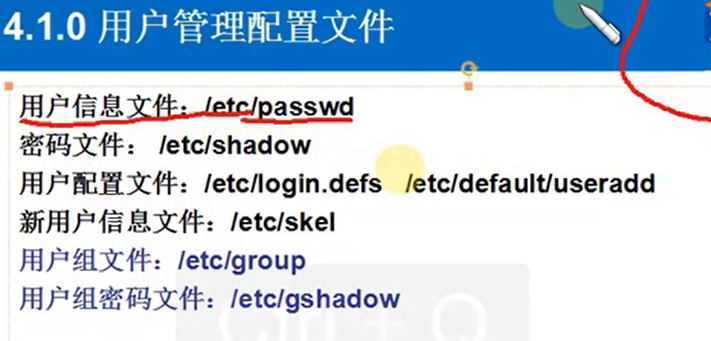 4.1.0 用户管理配置文件
用户信息文件：/etc/passwd
密码文件： /etc/shadow
用户配置文件：/etc/login.defs /etc/default/useradd
新用户信息文件：/etc/skel
用户组文件：/etc/group
用户组密码文件：/etc/gshadow
Ctrl + Q